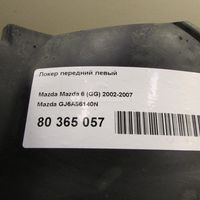 Локер передний левый
Mazda Mazda 6 (GG) 2002-2007
Mazda GJ6A56140N
80 365 057